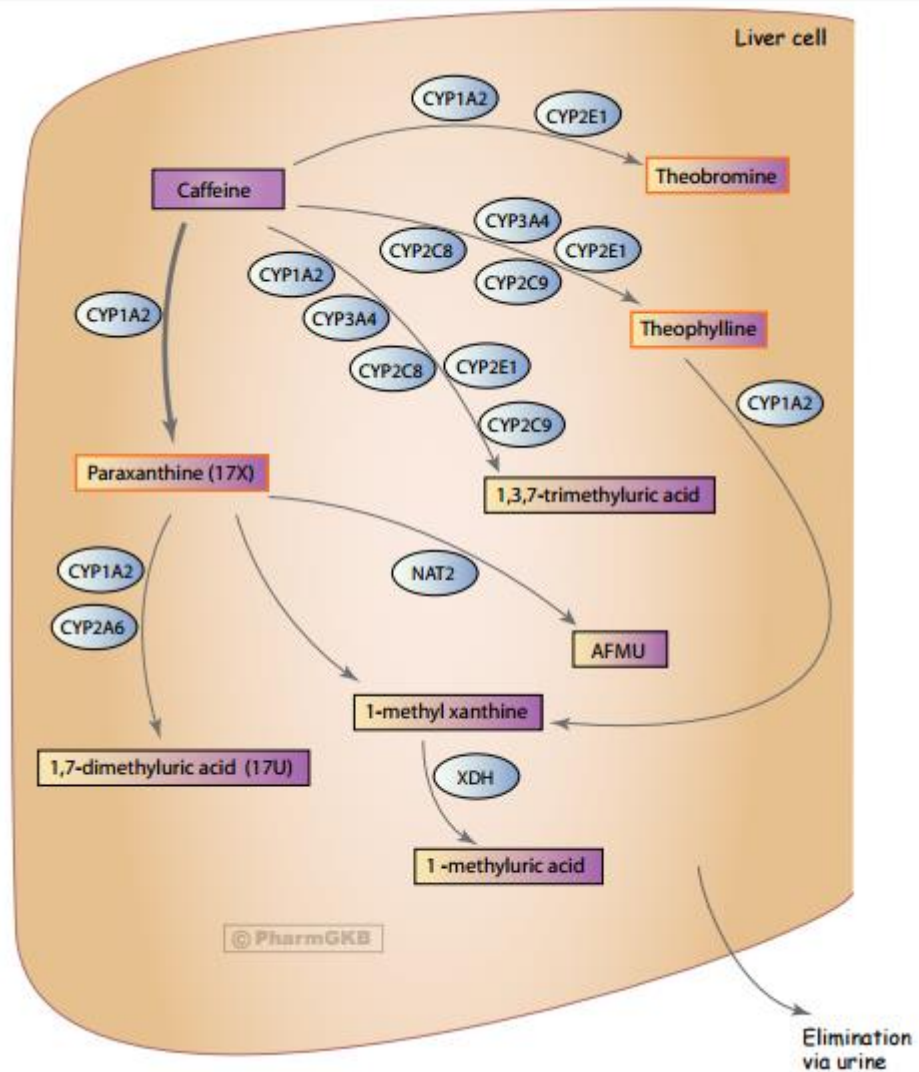 Liver cell
CYP1A2
CYP2E1
Theobromine
Caffeine
CYP3A4
CYP2C8
CYP2E1
CYP2C9
Theophylline
CYP1A2
CYP3A4
CYP2C8
CYP2E1
CYP2C9
CYP1A2
CYP1A2
Paraxanthine (17X)
1,3,7-trimethyluric acid
CYP1A2
CYP2A6
NAT2
AFMU
1-methyl xanthine
1,7-dimethyluric acid (17U)
XDH
1 -methyluric acid
© PharmGKB
Elimination
via urine